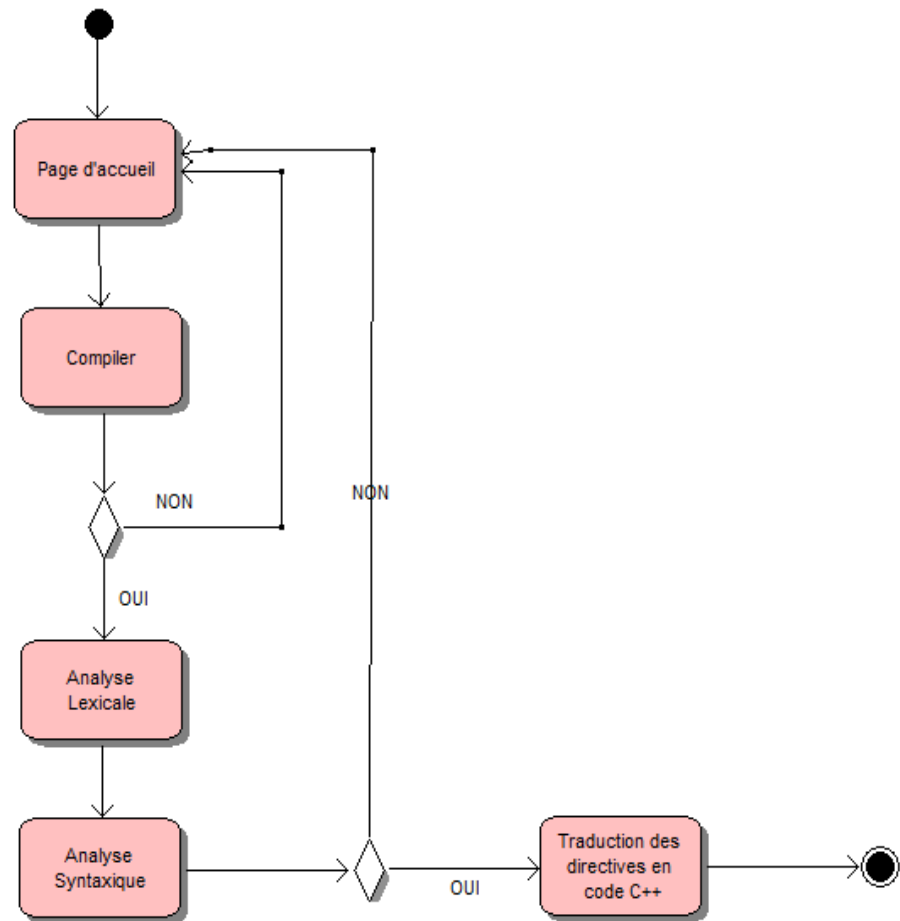 Page d'accueil
Compiler
NON
NON
OUI
Analyse
Lexicale
Analyse
Syntaxique
OUI
Traduction des
directives en
code C++